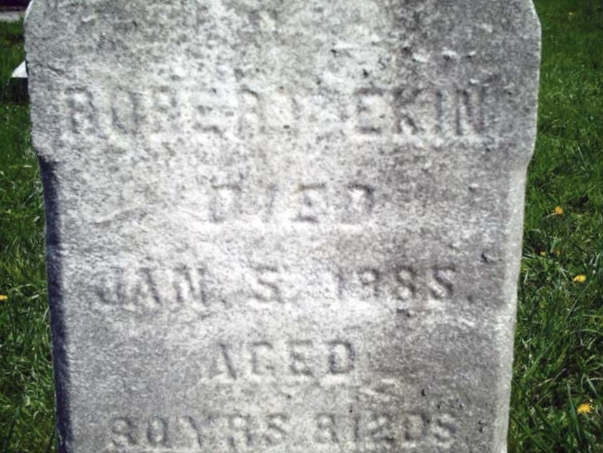 ROBERT EKIN
DIED
JAN. 5. 1885.
AGED
80 YRS.